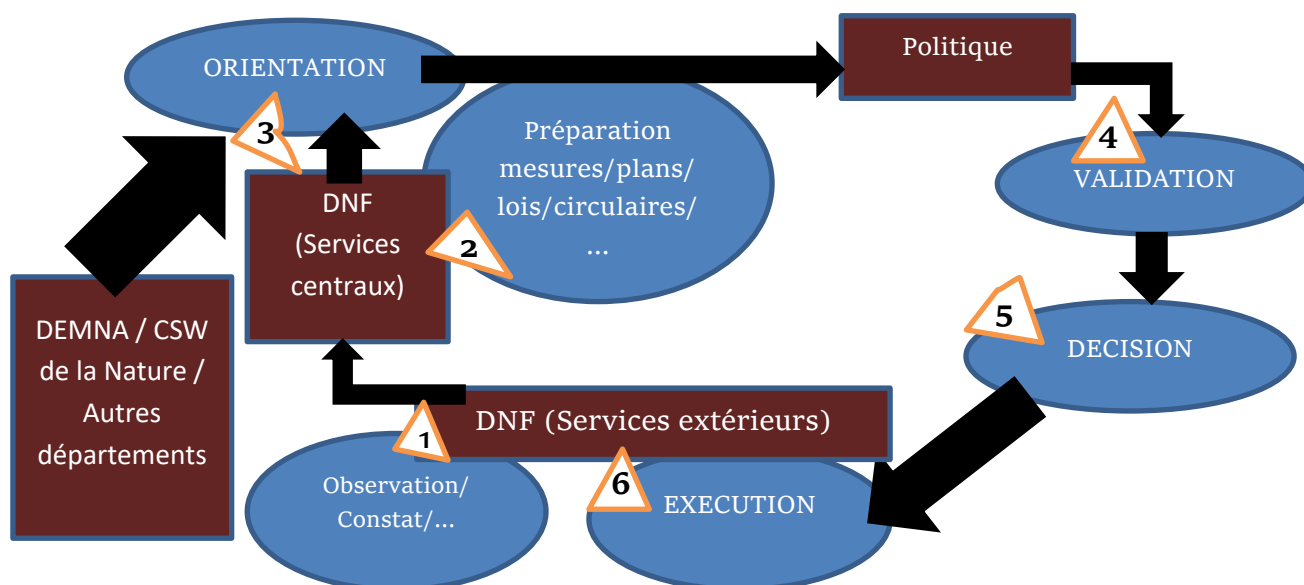 ORIENTATION
3
Politique
4
VALIDATION
Préparation
mesures/plans/
lois/circulaires/
...
2
DNF
(Services
centraux)
DEMNA / CSW
de la Nature /
Autres
départements
5
DECISION
DNF (Services extérieurs)
1
Observation/
Constat/...
6
EXECUTION